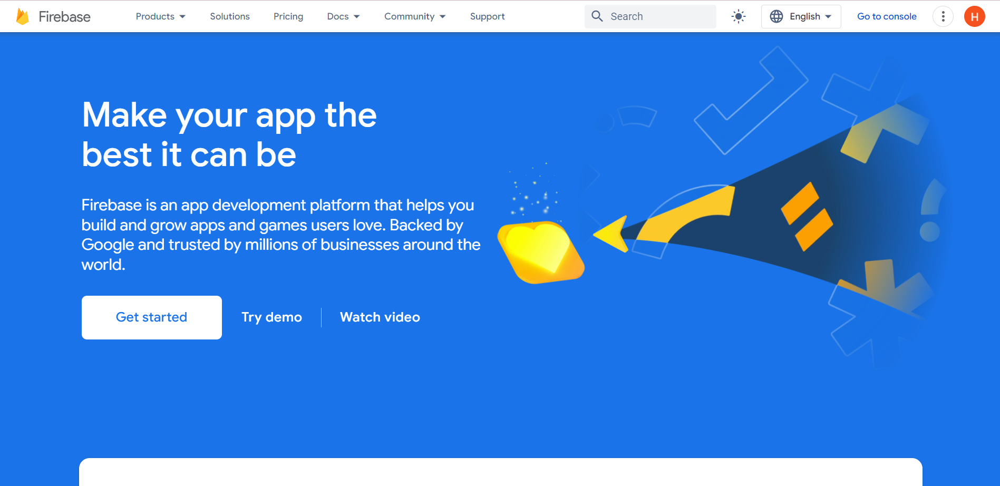 Firebase
Products
Solutions
Pricing
Docs
Community
Support
Search
English
Go to console
H
Make your app the
best it can be
Firebase is an app development platform that helps you
build and grow apps and games users love. Backed by
Google and trusted by millions of businesses around the
world.
Get started
Try demo
Watch video